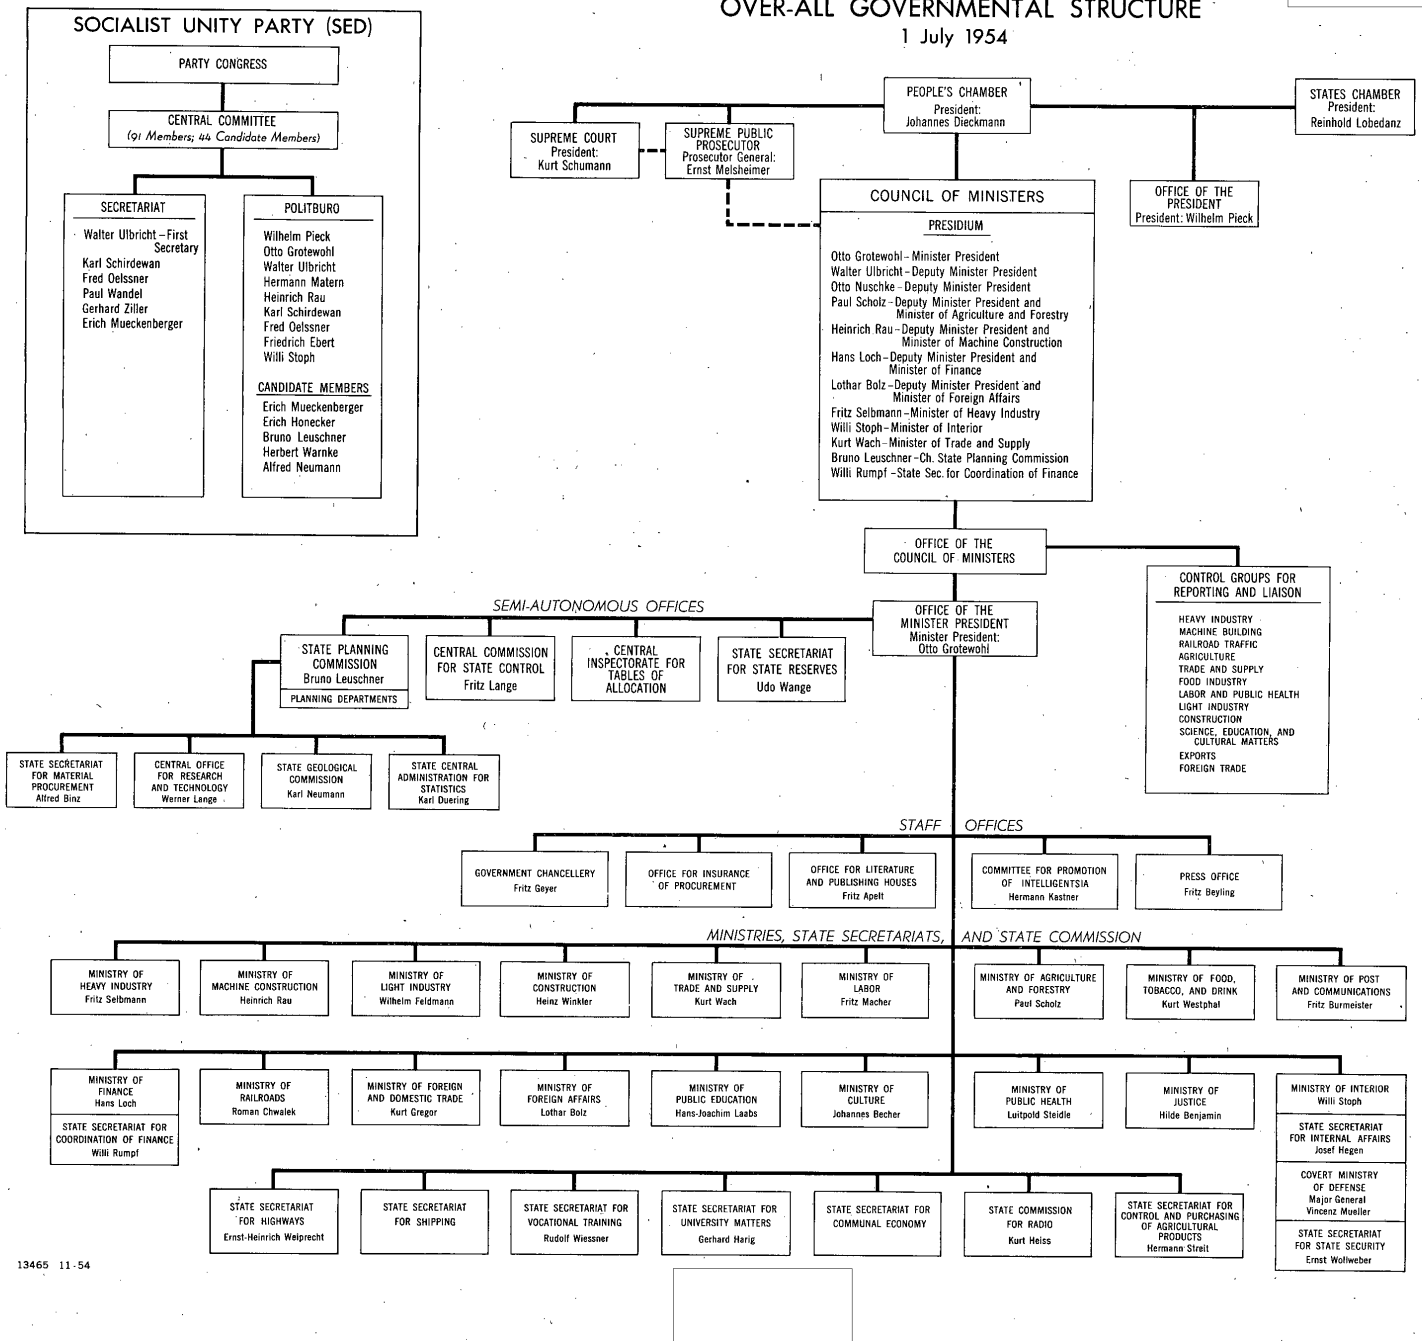 OVER-ALL GOVERNMENTAL STRUCTURE
1 July 1954
SOCIALIST UNITY PARTY (SED)
PARTY CONGRESS
CENTRAL COMMITTEE
(91 Members; 44 Candidate Members)
SECRETARIAT
Walter Ulbricht – First
Secretary
Karl Schirdewan
Fred Oelssner
Paul Wandel
Gerhard Ziller
Erich Mueckenberger
POLITBURO
Wilhelm Pieck
Otto Grotewohl
Walter Ulbricht
Hermann Matern
Heinrich Rau
Karl Schirdewan
Fred Oelssner
Friedrich Ebert
Willi Stoph
CANDIDATE MEMBERS
Erich Mueckenberger
Erich Honecker
Bruno Leuschner
Herbert Warnke
Alfred Neumann
PEOPLE'S CHAMBER
President:
Johannes Dieckmann
STATES CHAMBER
President:
Reinhold Lobedanz
SUPREME COURT
President:
Kurt Schumann
SUPREME PUBLIC
PROSECUTOR
Prosecutor General:
Ernst Melsheimer
OFFICE OF THE
PRESIDENT
President: Wilhelm Pieck
COUNCIL OF MINISTERS
PRESIDIUM
Otto Grotewohl – Minister President
Walter Ulbricht – Deputy Minister President
Otto Nuschke – Deputy Minister President
Paul Scholz – Deputy Minister President and
Minister of Agriculture and Forestry
Heinrich Rau – Deputy Minister President and
Minister of Machine Construction
Hans Loch – Deputy Minister President and
Minister of Finance
Lothar Bolz – Deputy Minister President and
Minister of Foreign Affairs
Fritz Selbmann – Minister of Heavy Industry
Willi Stoph – Minister of Interior
Kurt Wach – Minister of Trade and Supply
Bruno Leuschner – Ch. State Planning Commission
Willi Rumpf – State Sec. for Coordination of Finance
OFFICE OF THE
COUNCIL OF MINISTERS
CONTROL GROUPS FOR
REPORTING AND LIAISON
HEAVY INDUSTRY
MACHINE BUILDING
RAILROAD TRAFFIC
AGRICULTURE
TRADE AND SUPPLY
FOOD INDUSTRY
LABOR AND PUBLIC HEALTH
LIGHT INDUSTRY
CONSTRUCTION
SCIENCE, EDUCATION, AND
CULTURAL MATTERS
EXPORTS
FOREIGN TRADE
OFFICE OF THE
MINISTER PRESIDENT
Minister President:
Otto Grotewohl
SEMI-AUTONOMOUS OFFICES
STATE PLANNING
COMMISSION
Bruno Leuschner
PLANNING DEPARTMENTS
CENTRAL COMMISSION
FOR STATE CONTROL
Fritz Lange
CENTRAL
INSPECTORATE FOR
TABLES OF
ALLOCATION
STATE SECRETARIAT
FOR STATE RESERVES
Udo Wange
STATE SECRETARIAT
FOR MATERIAL
PROCUREMENT
Alfred Binz
CENTRAL OFFICE
FOR RESEARCH
AND TECHNOLOGY
Werner Lange
STATE GEOLOGICAL
COMMISSION
Karl Neumann
STATE CENTRAL
ADMINISTRATION FOR
STATISTICS
Karl Duering
STAFF OFFICES
GOVERNMENT CHANCELLERY
Fritz Geyer
OFFICE FOR INSURANCE
OF PROCUREMENT
OFFICE FOR LITERATURE
AND PUBLISHING HOUSES
Fritz Apelt
COMMITTEE FOR PROMOTION
OF INTELLIGENTSIA
Hermann Kastner
PRESS OFFICE
Fritz Beyling
MINISTRIES, STATE SECRETARIATS, AND STATE COMMISSION
MINISTRY OF
HEAVY INDUSTRY
Fritz Selbmann
MINISTRY OF
MACHINE CONSTRUCTION
Heinrich Rau
MINISTRY OF
LIGHT INDUSTRY
Wilhelm Feldmann
MINISTRY OF
CONSTRUCTION
Heinz Winkler
MINISTRY OF
TRADE AND SUPPLY
Kurt Wach
MINISTRY OF
LABOR
Fritz Macher
MINISTRY OF AGRICULTURE
AND FORESTRY
Paul Scholz
MINISTRY OF FOOD,
TOBACCO, AND DRINK
Kurt Westphal
MINISTRY OF POST
AND COMMUNICATIONS
Fritz Burmeister
MINISTRY OF
FINANCE
Hans Loch
STATE SECRETARIAT FOR
COORDINATION OF FINANCE
Willi Rumpf
MINISTRY OF
RAILROADS
Roman Chwalek
MINISTRY OF FOREIGN
AND DOMESTIC TRADE
Kurt Gregor
MINISTRY OF
FOREIGN AFFAIRS
Lothar Bolz
MINISTRY OF
PUBLIC EDUCATION
Hans-Joachim Laabs
MINISTRY OF
CULTURE
Johannes Becher
MINISTRY OF
PUBLIC HEALTH
Luitpold Steidle
MINISTRY OF
JUSTICE
Hilde Benjamin
MINISTRY OF INTERIOR
Willi Stoph
STATE SECRETARIAT
FOR INTERNAL AFFAIRS
Josef Hegen
COVERT MINISTRY
OF DEFENSE
Major General
Vincenz Mueller
STATE SECRETARIAT
FOR STATE SECURITY
Ernst Wollweber
STATE SECRETARIAT
FOR HIGHWAYS
Ernst-Heinrich Weiprecht
STATE SECRETARIAT
FOR SHIPPING
STATE SECRETARIAT FOR
VOCATIONAL TRAINING
Rudolf Wiessner
STATE SECRETARIAT FOR
UNIVERSITY MATTERS
Gerhard Harig
STATE SECRETARIAT FOR
COMMUNAL ECONOMY
STATE COMMISSION
FOR RADIO
Kurt Heiss
STATE SECRETARIAT FOR
CONTROL AND PURCHASING
OF AGRICULTURAL
PRODUCTS
Hermann Streit
13465 11-54